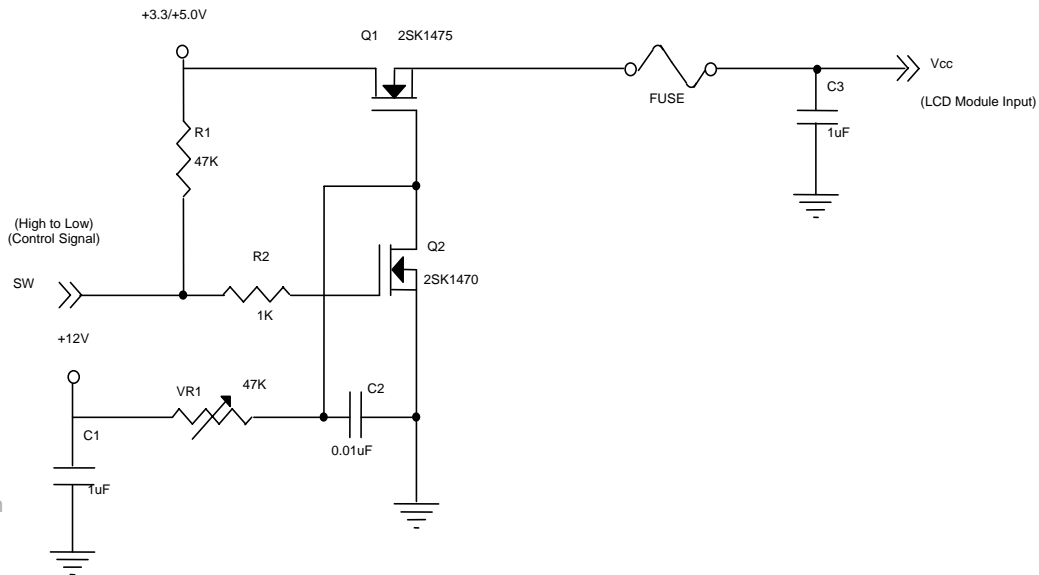 +3.3/+5.0V
Q1 2SK1475
Vcc
FUSE
C3
(LCD Module Input)
R1
1uF
47K
(High to Low)
(Control Signal)
Q2
R2
SW
2SK1470
1K
+12V
VR1
47K
C2
C1
0.01uF
1uF